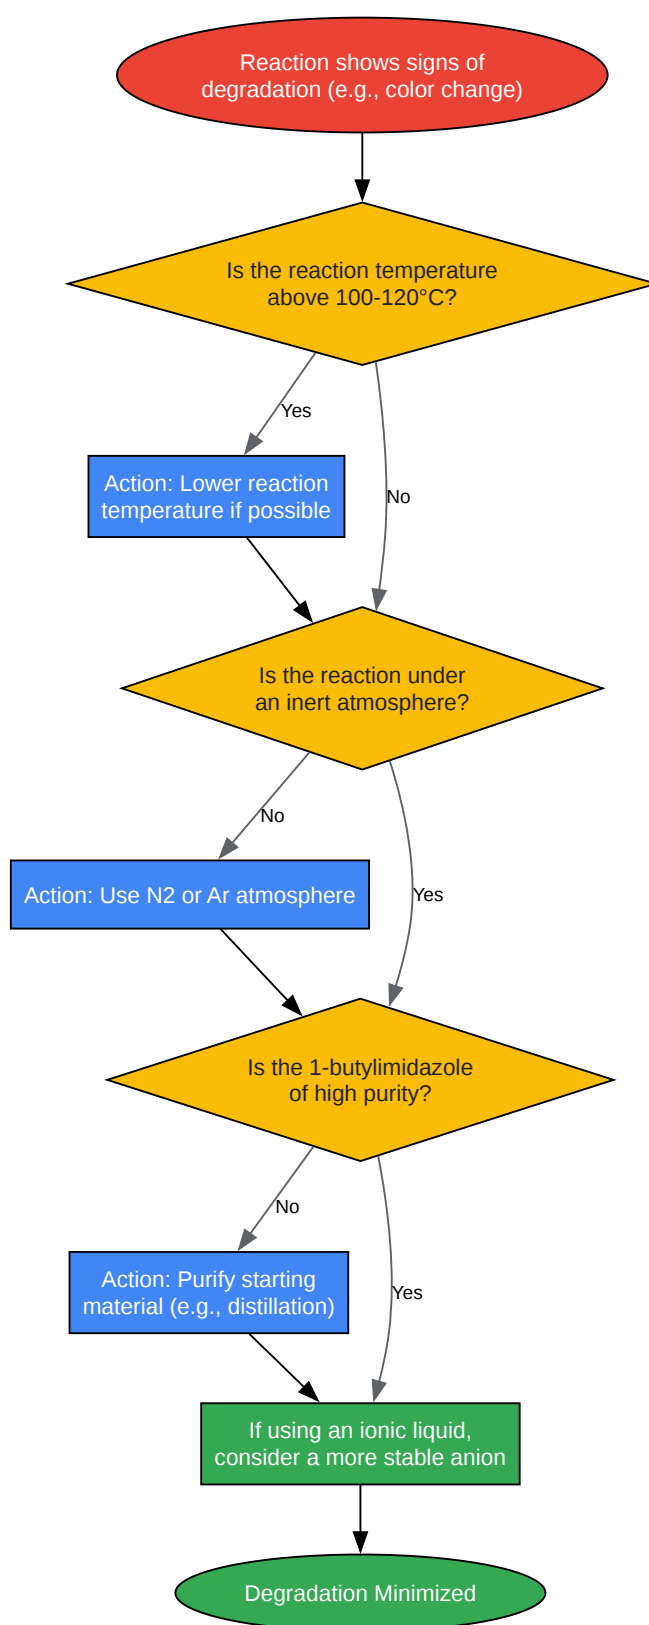 Reaction shows signs of
degradation (e.g., color change)
Is the reaction temperature
above 100-120°C?
Yes
Action: Lower reaction
temperature if possible
No
Is the reaction under
an inert atmosphere?
No
Action: Use N2 or Ar atmosphere
Yes
Is the 1-butylimidazole
of high purity?
No
Action: Purify starting
material (e.g., distillation)
Yes
If using an ionic liquid,
consider a more stable anion
Degradation Minimized